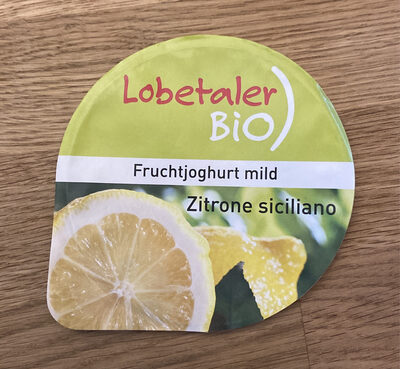 Lobetaler
BiO
Fruchtjoghurt mild
Zitrone siciliano